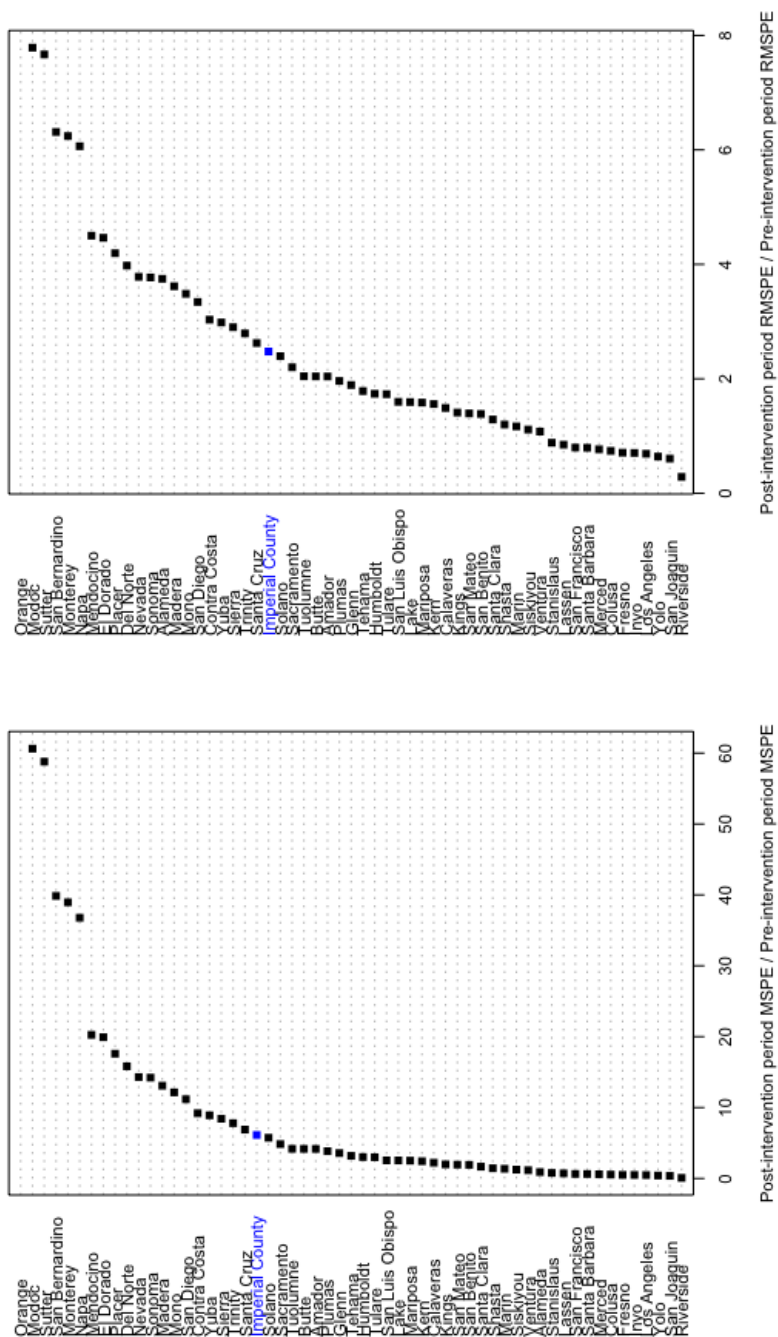 Orange
Modoc
Sutter
San Bernardino
Monterey
Napa
Mendocino
El Dorado
Placer
Del Norte
Nevada
Sonoma
Madera
Mono
San Diego
Contra Costa
Yuba
Sierra
Trinity
Santa Cruz
Imperial County
Solano
Sacramento
Tuolumne
Butte
Amador
Plumas
Glenn
Tehama
Humboldt
Tulare
San Luis Obispo
Lake
Mariposa
Kern
Calaveras
Kings
San Mateo
San Benito
Santa Clara
Shasta
Marin
Siskiyou
Ventura
Alameda
Stanislaus
Lassen
San Francisco
Santa Barbara
Merced
Colusa
Fresno
Inyo
Los Angeles
Yolo
San Joaquin
Riverside
0 10 20 30 40 50 60
Post-intervention period MSPE / Pre-intervention period MSPE
Orange
Modoc
Sutter
San Bernardino
Monterey
Napa
Mendocino
El Dorado
Placer
Del Norte
Nevada
Sonoma
Alameda
Madera
Mono
San Diego
Contra Costa
Yuba
Sierra
Trinity
Santa Cruz
Imperial County
Solano
Sacramento
Tuolumne
Butte
Amador
Plumas
Glenn
Tehama
Humboldt
Tulare
San Luis Obispo
Lake
Mariposa
Kern
Calaveras
Kings
San Mateo
San Benito
Santa Clara
Shasta
Marin
Siskiyou
Ventura
Stanislaus
Lassen
San Francisco
Santa Barbara
Merced
Colusa
Fresno
Inyo
Los Angeles
Yolo
San Joaquin
Riverside
0 2 4 6 8
Post-intervention period RMSPE / Pre-intervention period RMSPE